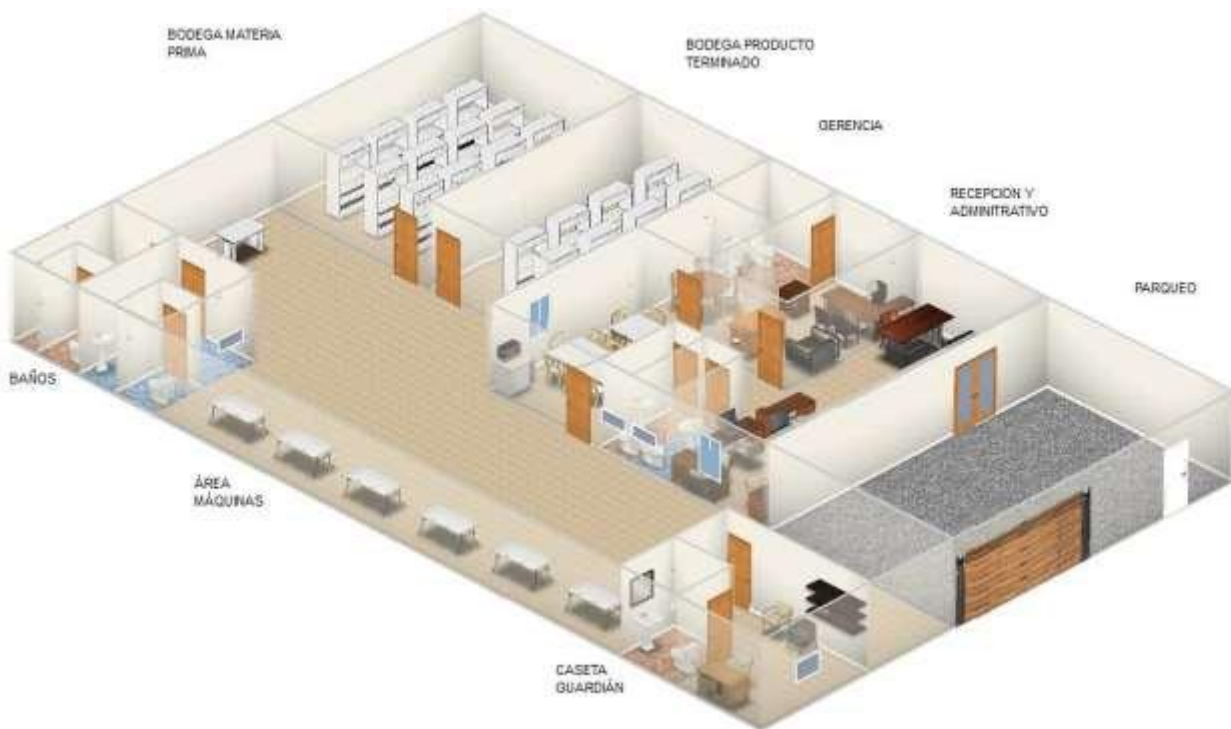 BODEGA MATERIA
PRIMA
BODEGA PRODUCTO
TERMINADO
GERENCIA
RECEPCION Y
ADMINITRATIVO
PARQUEO
BAÑOS
ÁREA
MÁQUINAS
CASETA
GUARDIÁN